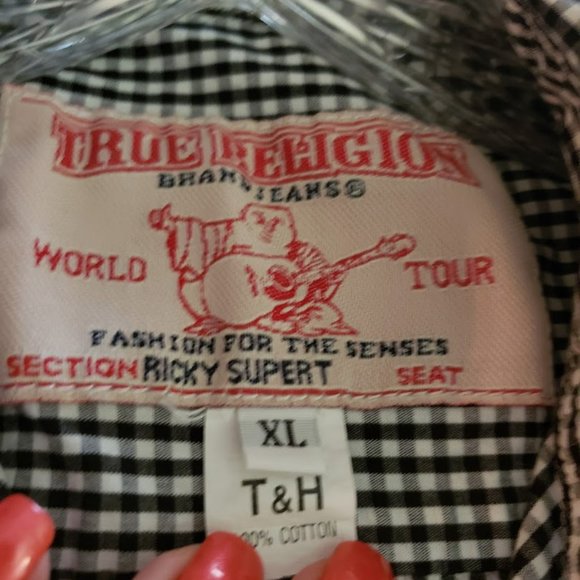 TRUE RELIGION
BRAND JEANS®
WORLD TOUR
FASHION FOR THE SENSES
SECTION RICKY SUPERT SEAT
XL
T & H
100% COTTON